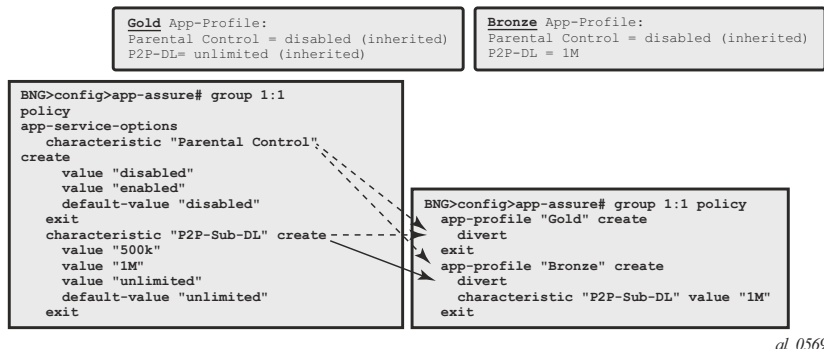 Gold App-Profile:
Parental Control = disabled (inherited)
P2P-DL= unlimited (inherited)
Bronze App-Profile:
Parental Control = disabled (inherited)
P2P-DL = 1M
BNG>config>app-assure# group 1:1
policy
app-service-options
characteristic "Parental Control"
create
value "disabled"
value "enabled"
default-value "disabled"
exit
characteristic "P2P-Sub-DL" create
value "500k"
value "1M"
value "unlimited"
default-value "unlimited"
exit
BNG>config>app-assure# group 1:1 policy
app-profile "Gold" create
divert
exit
app-profile "Bronze" create
divert
characteristic "P2P-Sub-DL" value "1M"
exit
al_0569